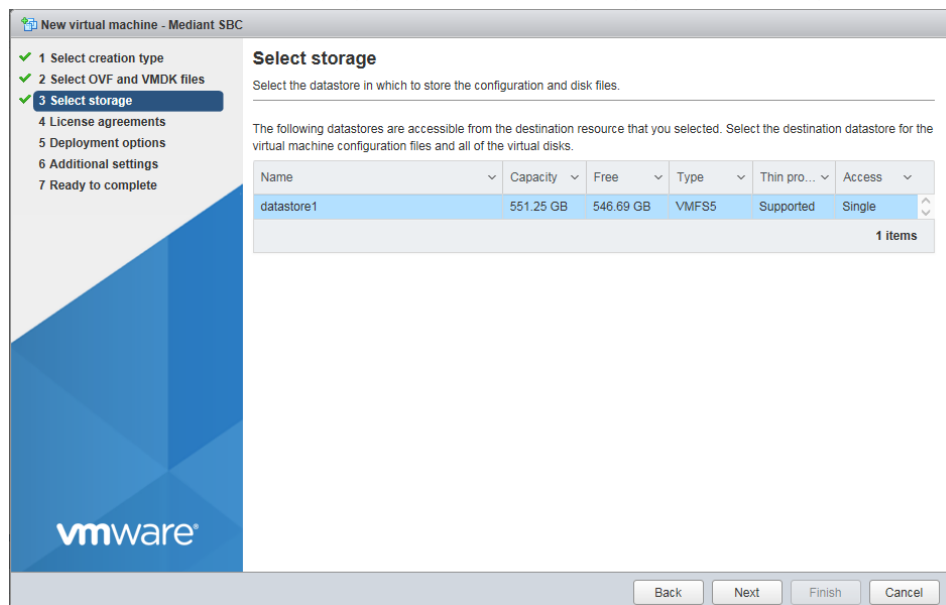 New virtual machine - Mediant SBC
1 Select creation type
2 Select OVF and VMDK files
3 Select storage
4 License agreements
5 Deployment options
6 Additional settings
7 Ready to complete
vmware®
Select storage
Select the datastore in which to store the configuration and disk files.
The following datastores are accessible from the destination resource that you selected. Select the destination datastore for the
virtual machine configuration files and all of the virtual disks.
Name Capacity Free Type Thin pro... Access
datastore1 551.25 GB 546.69 GB VMFS5 Supported Single
1 items
Back Next Finish Cancel